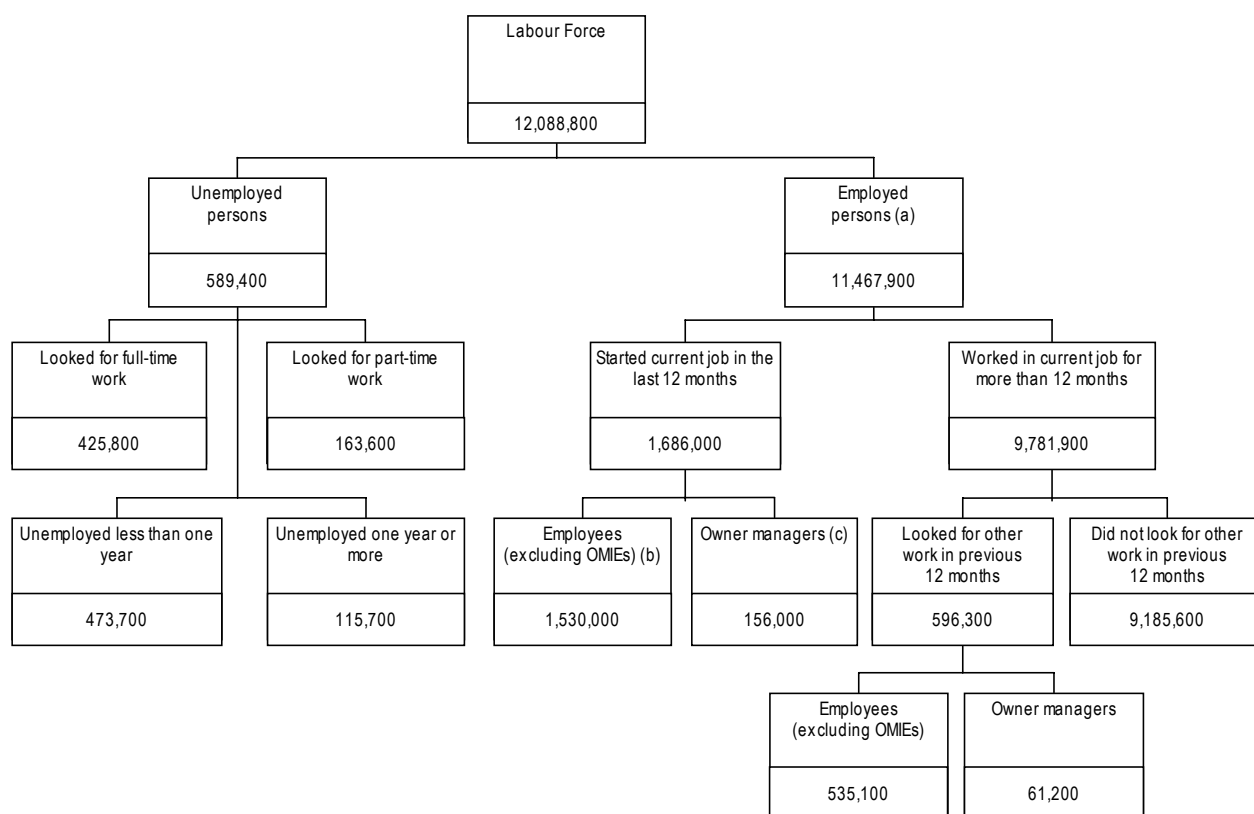 Labour Force
12,088,800
Unemployed
persons
589,400
Employed
persons (a)
11,467,900
Looked for full-time
work
425,800
Looked for part-time
work
163,600
Started current job in the
last 12 months
1,686,000
Worked in current job for
more than 12 months
9,781,900
Unemployed less than one
year
473,700
Unemployed one year or
more
115,700
Employees
(excluding OMIEs) (b)
1,530,000
Owner managers (c)
156,000
Looked for other
work in previous
12 months
596,300
Did not look for other
work in previous
12 months
9,185,600
Employees
(excluding OMIEs)
535,100
Owner managers
61,200